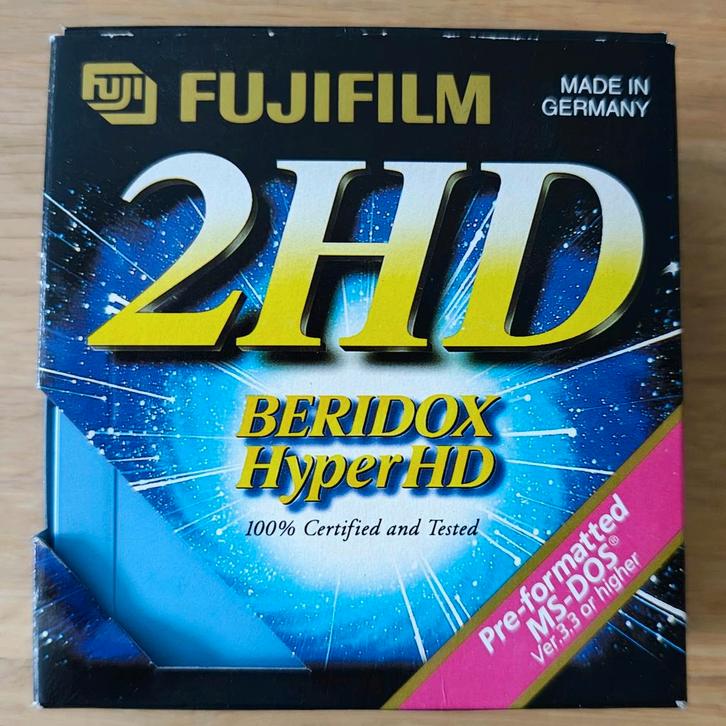 FUJI
FUJIFILM
MADE IN
GERMANY
2HD
BERIDOX
HyperHD
100% Certified and Tested
Pre-formatted
MS-DOS®
Ver.3.3 or higher